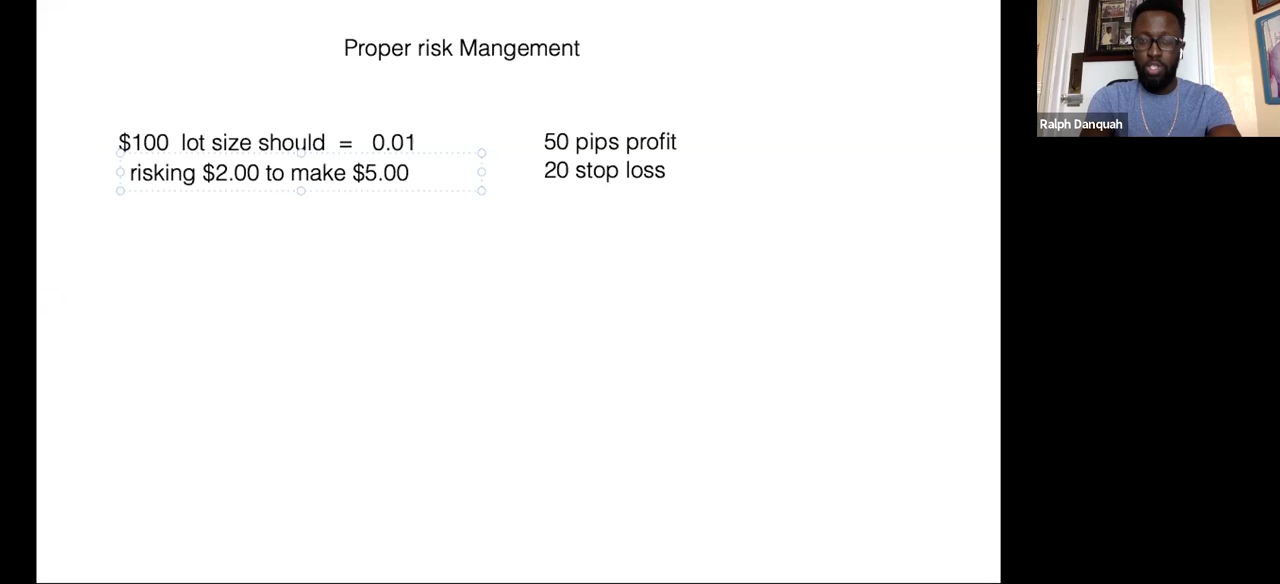 Proper risk Mangement
$100 lot size should = 0.01
risking $2.00 to make $5.00
50 pips profit
20 stop loss
Ralph Danquah